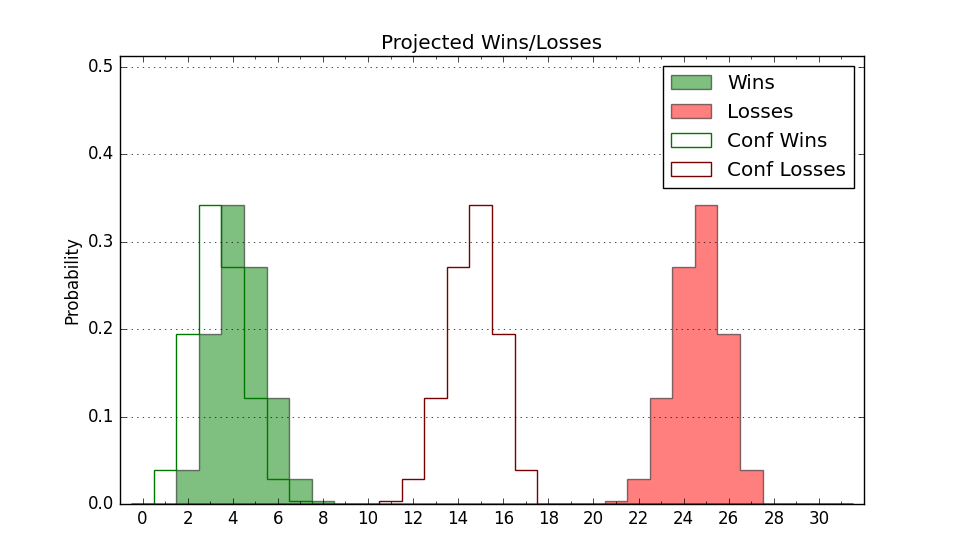 Projected Wins/Losses
0.5
0.4
0.3
0.2
0.1
0.0
Probability
Wins
Losses
Conf Wins
Conf Losses
0 2 4 6 8 10 12 14 16 18 20 22 24 26 28 30